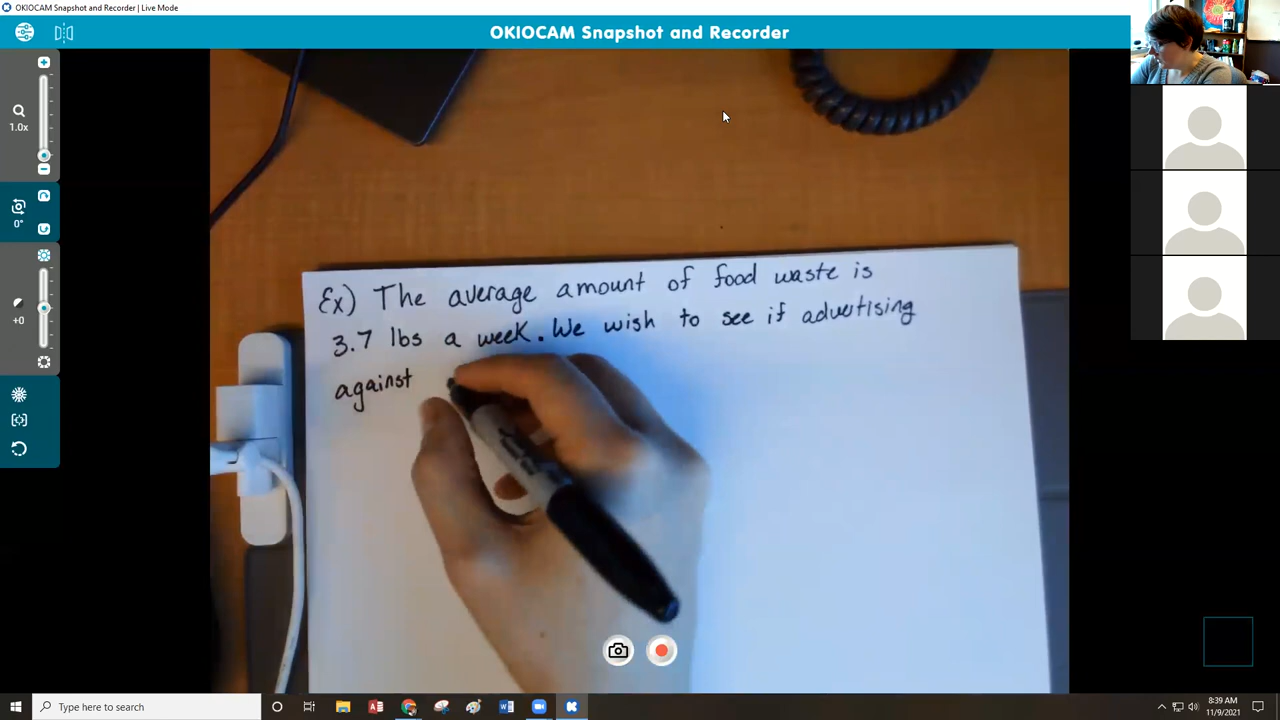 OKIOCAM Snapshot and Recorder | Live Mode
OKIOCAM Snapshot and Recorder
1.0x
0°
+0
Ex) The average amount of food waste is
3.7 lbs a week. We wish to see if advertising
against
Type here to search
8:39 AM
11/9/2021